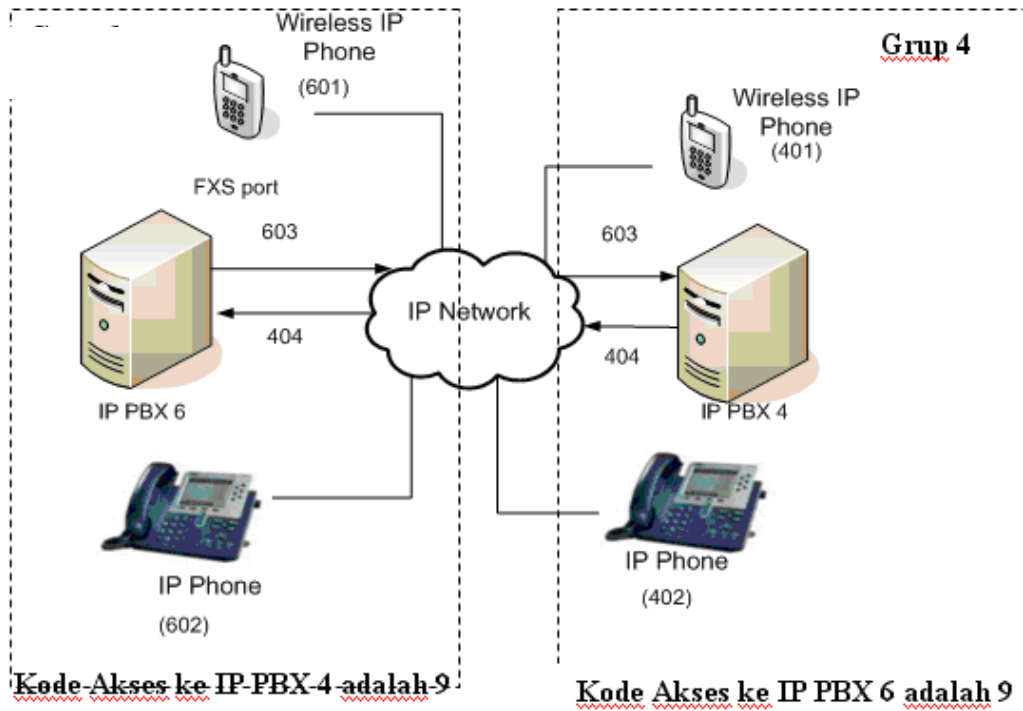 Wireless IP
Phone
(601)
Grup 4
Wireless IP
Phone
(401)
FXS port
603
603
IP Network
404
404
IP PBX 6
IP PBX 4
IP Phone
(602)
IP Phone
(402)
Kode Akses ke IP PBX 4 adalah 9
Kode Akses ke IP PBX 6 adalah 9